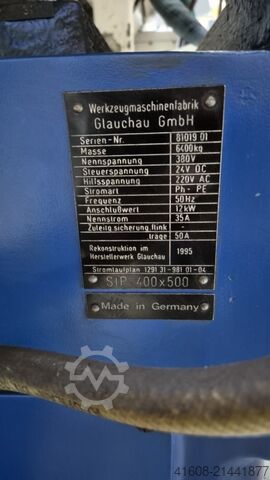 Werkzeugmaschinenfabrik
Glauchau GmbH
Serien-Nr. 81019 01
Masse 6400kg
Nennspannung 380V
Steuerspannung 24V DC
Hilfsspannung 220V AC
Stromart Ph - PE
Frequenz 50Hz
Anschlußwert 12kW
Nennstrom 35A
Zuleitg.sicherung, flink -
träge 50A
Rekonstruktion im 1995
Herstellerwerk Glauchau
Stromlaufplan 1291 31-981 01-04
SIP 400x500
Made in Germany
41608-21441877